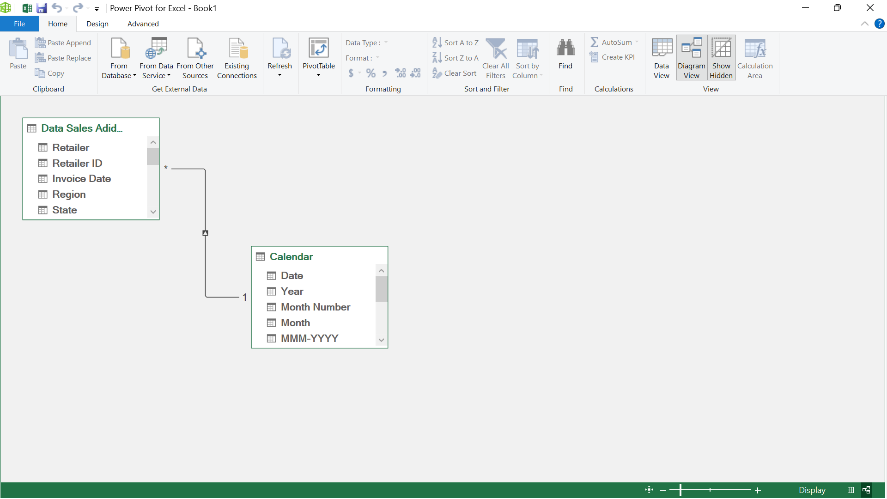 Power Pivot for Excel - Book1
File Home Design Advanced
Paste
Paste Append
Paste Replace
Copy
Clipboard
From Database
From Data Service
From Other Sources
Existing Connections
Get External Data
Refresh
PivotTable
Data Type :
Format :
$ % , .00 .00
Formatting
Sort A to Z
Sort Z to A
Clear Sort
Clear All Filters
Sort by Column
Sort and Filter
Find
Find
AutoSum
Create KPI
Calculations
Data View
Diagram View
Show Hidden
Calculation Area
View
Data Sales Adid...
Retailer
Retailer ID
Invoice Date
Region
State
*
1
Calendar
Date
Year
Month Number
Month
MMM-YYYY
Display